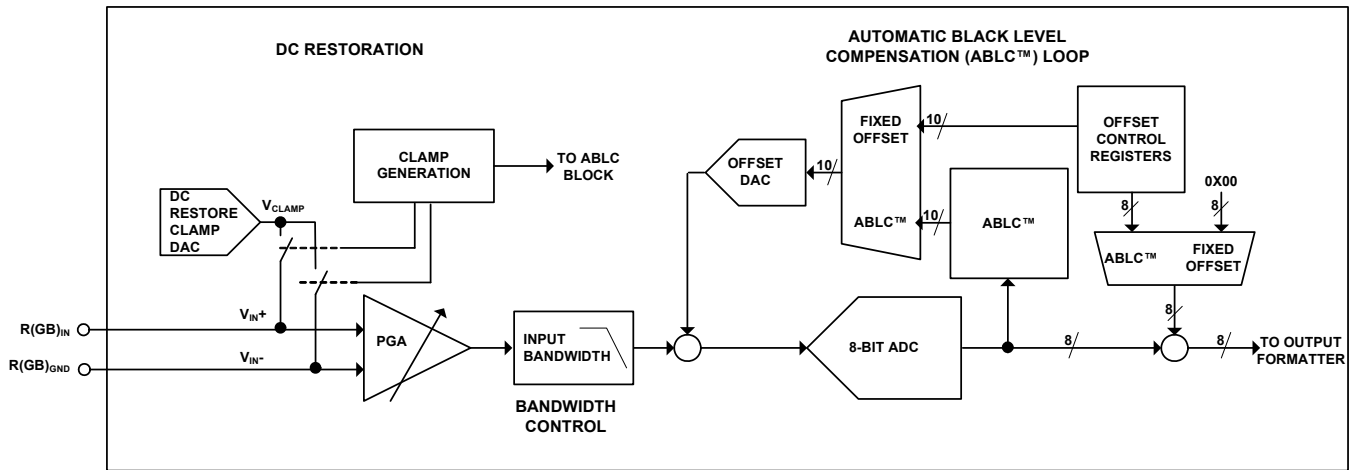 DC RESTORATION
AUTOMATIC BLACK LEVEL
COMPENSATION (ABLC™) LOOP
CLAMP
GENERATION
TO ABLC
BLOCK
DC
RESTORE
CLAMP
DAC
VCLAMP
OFFSET
DAC
10
FIXED
OFFSET
ABLC™
10
10
ABLC™
OFFSET
CONTROL
REGISTERS
8
0X00
8
ABLC™
FIXED
OFFSET
8
R(GB)IN
VIN+
R(GB)GND
VIN-
PGA
INPUT
BANDWIDTH
BANDWIDTH
CONTROL
8-BIT ADC
8
8
TO OUTPUT
FORMATTER